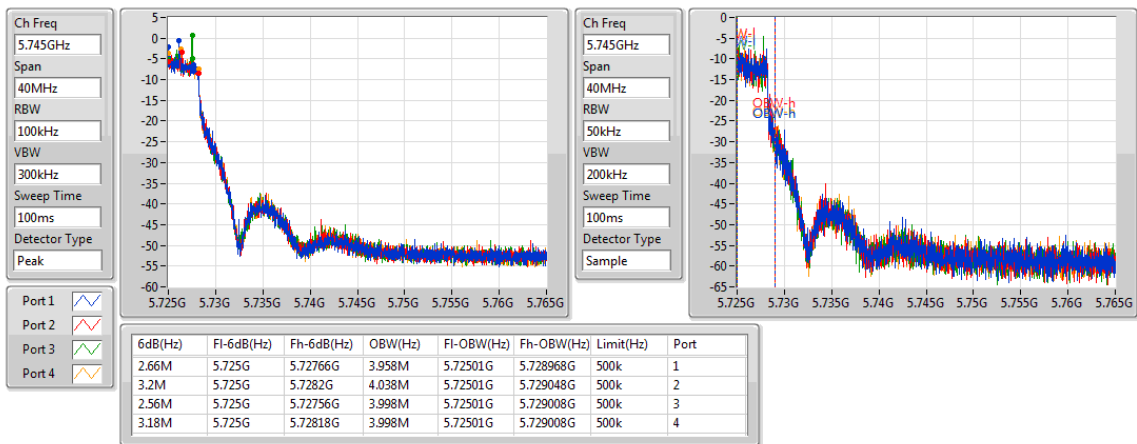 Ch Freq
5.745GHz
Span
40MHz
RBW
100kHz
VBW
300kHz
Sweep Time
100ms
Detector Type
Peak
5
0
-5
-10
-15
-20
-25
-30
-35
-40
-45
-50
-55
-60
5.725G 5.73G 5.735G 5.74G 5.745G 5.75G 5.755G 5.76G 5.765G
Ch Freq
5.745GHz
Span
40MHz
RBW
50kHz
VBW
200kHz
Sweep Time
100ms
Detector Type
Sample
0
-5
-10
-15
-20
-25
-30
-35
-40
-45
-50
-55
-60
-65
OBW-h
OBW-h
5.725G 5.73G 5.735G 5.74G 5.745G 5.75G 5.755G 5.76G 5.765G
Port 1
Port 2
Port 3
Port 4
6dB(Hz) Fl-6dB(Hz) Fh-6dB(Hz) OBW(Hz) Fl-OBW(Hz) Fh-OBW(Hz) Limit(Hz) Port
2.66M 5.725G 5.72766G 3.958M 5.72501G 5.728968G 500k 1
3.2M 5.725G 5.7282G 4.038M 5.72501G 5.729048G 500k 2
2.56M 5.725G 5.72756G 3.998M 5.72501G 5.729008G 500k 3
3.18M 5.725G 5.72818G 3.998M 5.72501G 5.729008G 500k 4